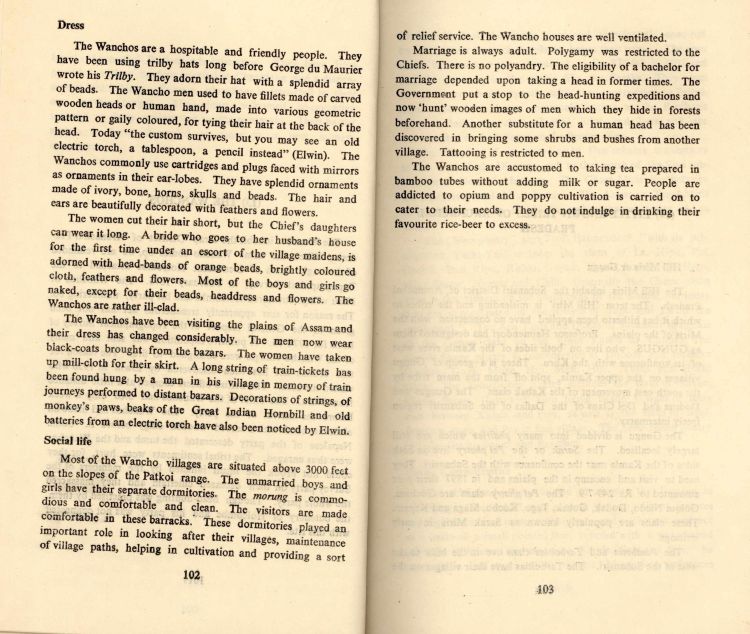 Dress
The Wanchos are a hospitable and friendly people. They
have been using trilby hats long before George du Maurier
wrote his Trilby. They adorn their hat with a splendid array
of beads. The Wancho men used to have fillets made of carved
wooden heads or human hand, made into various geometric
pattern or gaily coloured, for tying their hair at the back of the
head. Today "the custom survives, but you may see an old
electric torch, a tablespoon, a pencil instead" (Elwin). The
Wanchos commonly use cartridges and plugs faced with mirrors
as ornaments in their ear-lobes. They have splendid ornaments
made of ivory, bone, horns, skulls and beads. The hair and
ears are beautifully decorated with feathers and flowers.
The women cut their hair short, but the Chief's daughters
can wear it long. A bride who goes to her husband's house
for the first time under an escort of the village maidens, is
adorned with head-bands of orange beads, brightly coloured
cloth, feathers and flowers. Most of the boys and girls go
naked, except for their beads, headdress and flowers. The
Wanchos are rather ill-clad.
The Wanchos have been visiting the plains of Assam and
their dress has changed considerably. The men now wear
black-coats brought from the bazars. The women have taken
up mill-cloth for their skirt. A long string of train-tickets has
been found hung by a man in his village in memory of train
journeys performed to distant bazars. Decorations of strings, of
monkey's paws, beaks of the Great Indian Hornbill and old
batteries from an electric torch have also been noticed by Elwin.
Social life
Most of the Wancho villages are situated above 3000 feet
on the slopes of the Patkoi range. The unmarried boys and
girls have their separate dormitories. The morung is commo-
dious and comfortable and clean. The visitors are made
comfortable in these barracks. These dormitories played an
important role in looking after their villages, maintenance
of village paths, helping in cultivation and providing a sort
102
of relief service. The Wancho houses are well ventilated.
Marriage is always adult. Polygamy was restricted to the
Chiefs. There is no polyandry. The eligibility of a bachelor for
marriage depended upon taking a head in former times. The
Government put a stop to the head-hunting expeditions and
now 'hunt' wooden images of men which they hide in forests
beforehand. Another substitute for a human head has been
discovered in bringing some shrubs and bushes from another
village. Tattooing is restricted to men.
The Wanchos are accustomed to taking tea prepared in
bamboo tubes without adding milk or sugar. People are
addicted to opium and poppy cultivation is carried on to
cater to their needs. They do not indulge in drinking their
favourite rice-beer to excess.
103